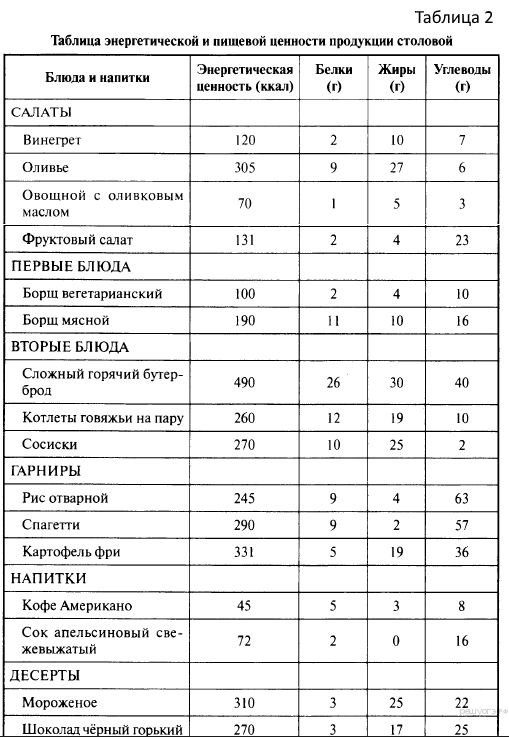 Таблица 2
Таблица энергетической и пищевой ценности продукции столовой
Блюда и напитки Энергетическая ценность (ккал) Белки (г) Жиры (г) Углеводы (г)
САЛАТЫ
Винегрет 120 2 10 7
Оливье 305 9 27 6
Овощной с оливковым
маслом 70 1 5 3
Фруктовый салат 131 2 4 23
ПЕРВЫЕ БЛЮДА
Борщ вегетарианский 100 2 4 10
Борщ мясной 190 11 10 16
ВТОРЫЕ БЛЮДА
Сложный горячий бутер-
брод 490 26 30 40
Котлеты говяжьи на пару 260 12 19 10
Сосиски 270 10 25 2
ГАРНИРЫ
Рис отварной 245 9 4 63
Спагетти 290 9 2 57
Картофель фри 331 5 19 36
НАПИТКИ
Кофе Американо 45 5 3 8
Сок апельсиновый све-
жевыжатый 72 2 0 16
ДЕСЕРТЫ
Мороженое 310 3 25 22
Шоколад чёрный горький 270 3 17 25